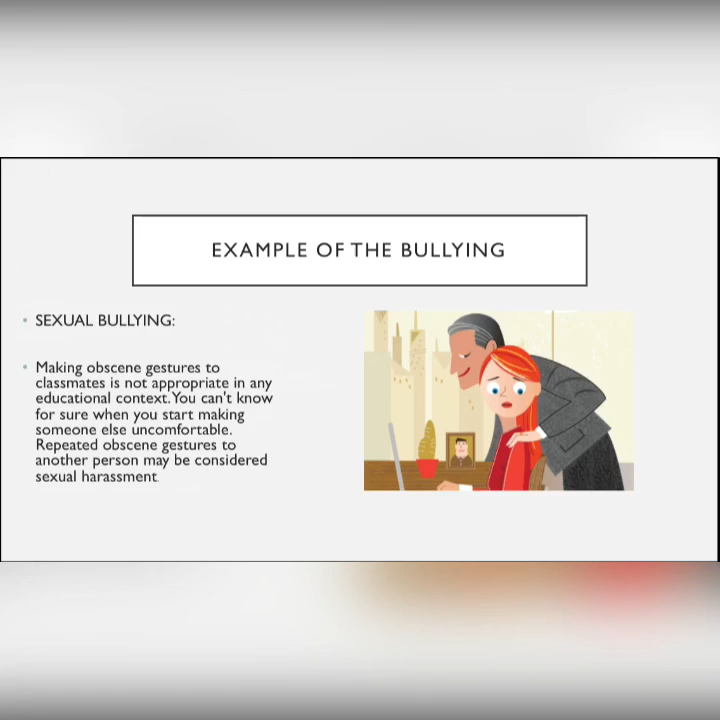 EXAMPLE OF THE BULLYING
• SEXUAL BULLYING:
• Making obscene gestures to
classmates is not appropriate in any
educational context. You can't know
for sure when you start making
someone else uncomfortable.
Repeated obscene gestures to
another person may be considered
sexual harassment.